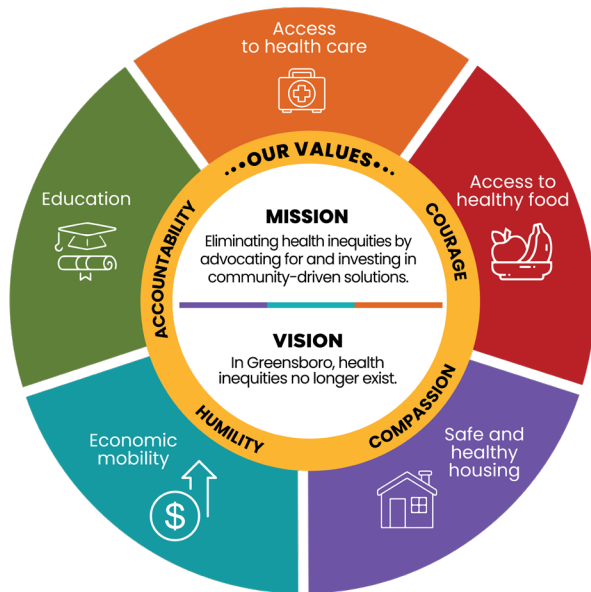 Access
to health care
Education
Access to
healthy food
•••OUR VALUES•••
ACCOUNTABILITY
COURAGE
MISSION
Eliminating health inequities by
advocating for and investing in
community-driven solutions.
VISION
In Greensboro, health
inequities no longer exist.
HUMILITY
COMPASSION
Economic
mobility
$
Safe and
healthy
housing